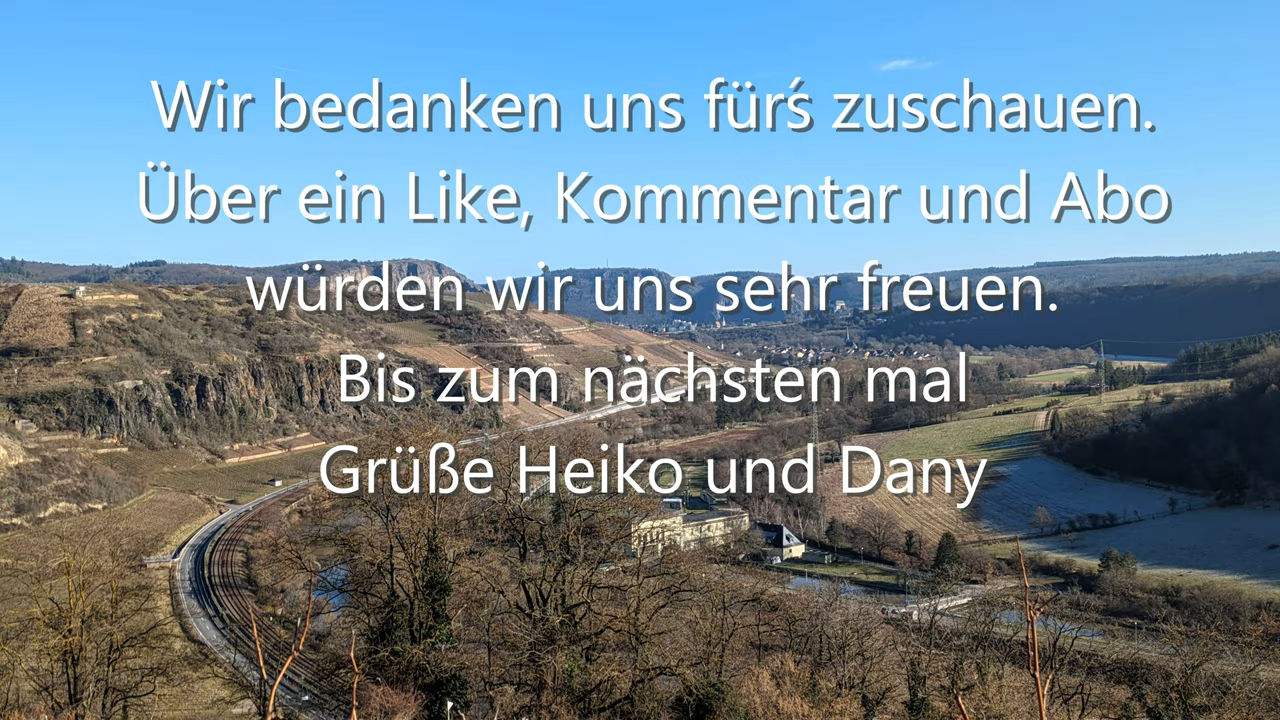 Wir bedanken uns fürś zuschauen.
Über ein Like, Kommentar und Abo
würden wir uns sehr freuen.
Bis zum nächsten mal
Grüße Heiko und Dany